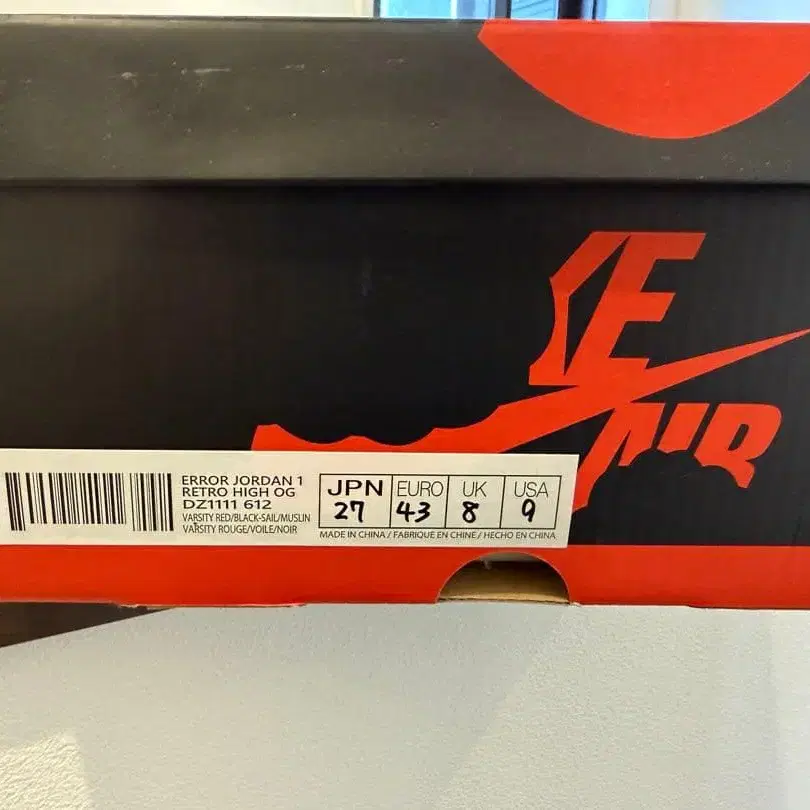 E
AIR
ERROR JORDAN 1
RETRO HIGH OG
DZ1111 612
VARSITY RED/BLACK-SAIL/MUSLIN
VARSITY ROUGE/VOILE/NOIR
JPN EURO UK USA
27 43 8 9
MADE IN CHINA / FABRIQUÉ EN CHINE / HECHO EN CHINA